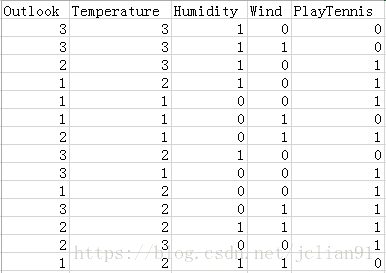 Outlook Temperature Humidity Wind PlayTennis
3 3 1 0 0
3 3 1 1 0
2 3 1 0 1
1 2 1 0 1
1 1 0 0 1
1 1 0 1 0
2 1 0 1 1
3 2 1 0 0
3 1 0 0 1
1 2 0 0 1
3 2 0 1 1
2 2 1 1 1
2 3 0 0 1
1 2 1 1 0
https://blog.csdn.net/jclian91